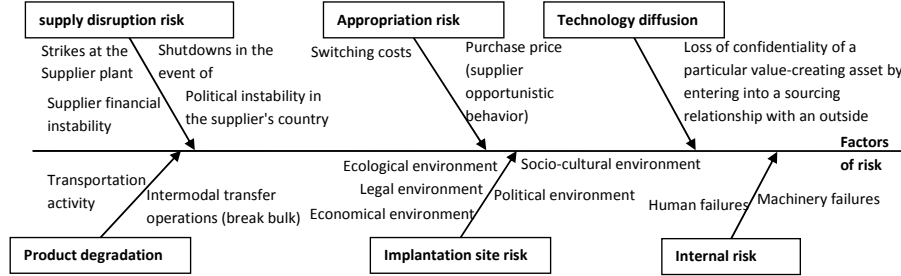 supply disruption risk
Appropriation risk
Technology diffusion
Strikes at the
Supplier plant
Shutdowns in the
event of
Supplier financial
instability
Political instability in
the supplier's country
Switching costs
Purchase price
(supplier
opportunistic
behavior)
Loss of confidentiality of a
particular value-creating asset by
entering into a sourcing
relationship with an outside
Factors
of risk
Transportation
activity
Intermodal transfer
operations (break bulk)
Ecological environment
Legal environment
Economical environment
Socio-cultural environment
Political environment
Human failures
Machinery failures
Product degradation
Implantation site risk
Internal risk